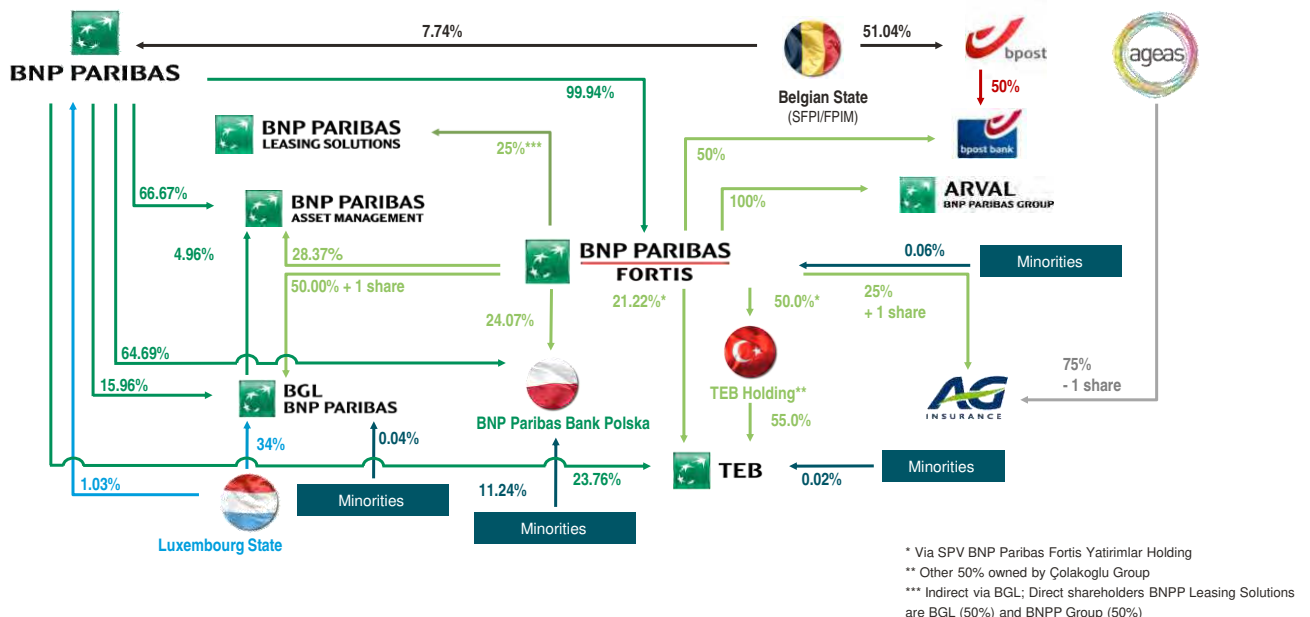 7.74%
51.04%
BNP PARIBAS
bpost
ageas
Belgian State
(SFPI/FPIM)
99.94%
50%
BNP PARIBAS
LEASING SOLUTIONS
25%***
50%
bpost bank
66.67%
BNP PARIBAS
ASSET MANAGEMENT
100%
ARVAL
BNP PARIBAS GROUP
4.96%
28.37%
BNP PARIBAS
FORTIS
0.06%
Minorities
50.00% + 1 share
21.22%*
50.0%*
25%
+ 1 share
24.07%
64.69%
15.96%
BGL
BNP PARIBAS
BNP Paribas Bank Polska
TEB Holding**
AG
INSURANCE
75%
- 1 share
55.0%
34%
0.04%
TEB
Minorities
1.03%
11.24%
23.76%
0.02%
Minorities
Minorities
Luxembourg State
* Via SPV BNP Paribas Fortis Yatirimlar Holding
** Other 50% owned by Çolakoglu Group
*** Indirect via BGL; Direct shareholders BNPP Leasing Solutions
are BGL (50%) and BNPP Group (50%)